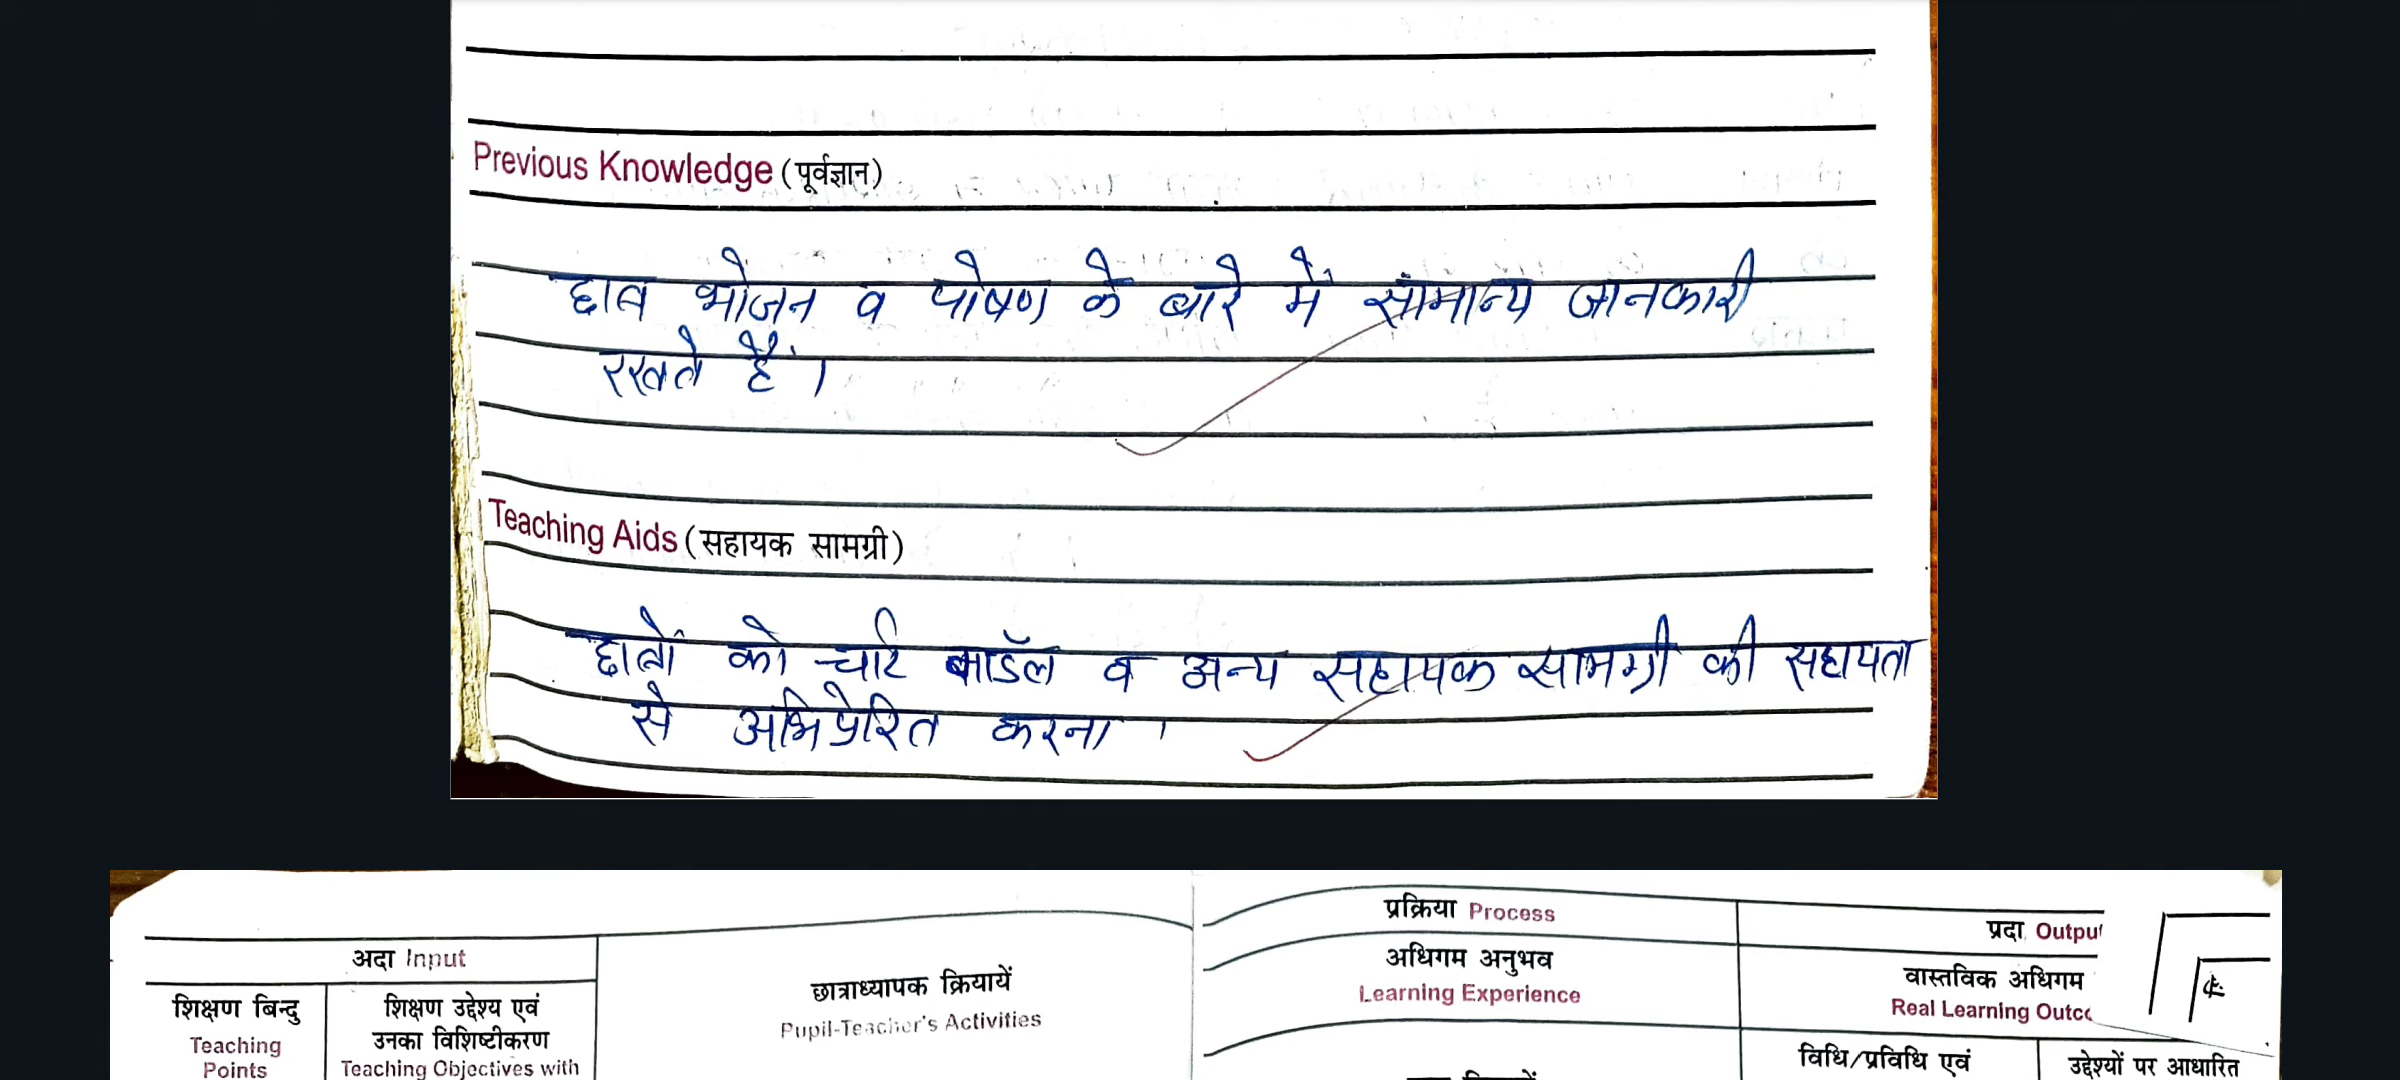 Previous Knowledge (पूर्वज्ञान)
छात्र भोजन व पोषण के बारे में सामान्य जानकारी
रखते हैं।
Teaching Aids (सहायक सामग्री)
छात्रों को चार्ट मॉडल व अन्य सहायक सामग्री की सहायता
से अभिप्रेरित करना ।
अदा Input
शिक्षण बिन्दु
Teaching
Points
शिक्षण उद्देश्य एवं
उनका विशिष्टीकरण
Teaching Objectives with
छात्राध्यापक क्रियायें
Pupil-Teacher's Activities
प्रक्रिया Process
अधिगम अनुभव
Learning Experience
प्रदा Outpu
वास्तविक अधिगम
Real Learning Outc
विधि/प्रविधि एवं
उद्देश्यों पर आधारित